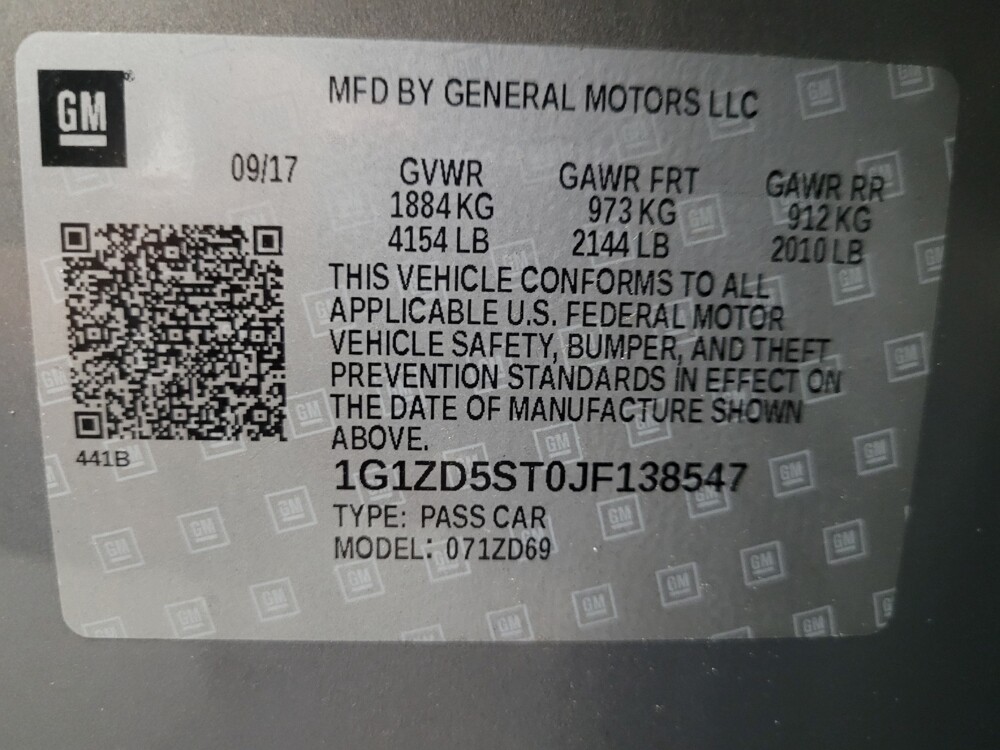 GM
MFD BY GENERAL MOTORS LLC
09/17
GVWR GAWR FRT GAWR RR
1884 KG 973 KG 912 KG
4154 LB 2144 LB 2010 LB
THIS VEHICLE CONFORMS TO ALL
APPLICABLE U.S. FEDERAL MOTOR
VEHICLE SAFETY, BUMPER, AND THEFT
PREVENTION STANDARDS IN EFFECT ON
THE DATE OF MANUFACTURE SHOWN
ABOVE.
441B
1G1ZD5ST0JF138547
TYPE: PASS CAR
MODEL: 071ZD69